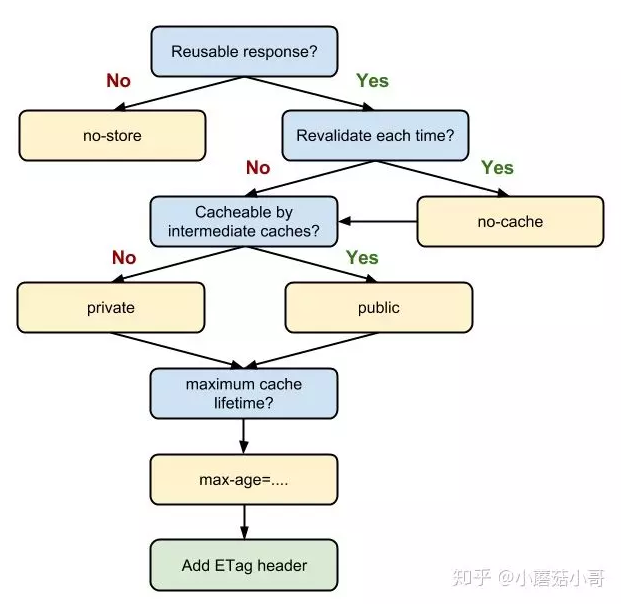 Reusable response?
No
Yes
no-store
Revalidate each time?
No
Yes
Cacheable by
intermediate caches?
no-cache
No
Yes
private
public
maximum cache
lifetime?
max-age=....
Add ETag header
知乎 @小蘑菇小哥